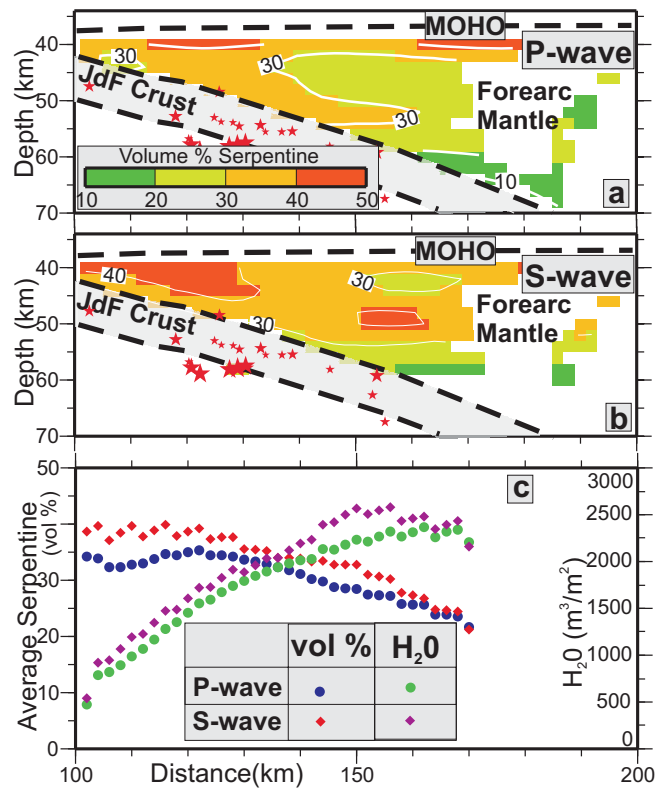 MOHO
P-wave
40
30
30
JdF Crust
Forearc
Mantle
50
30
60
Volume % Serpentine
10
10 20 30 40 50
70
a
Depth (km)
MOHO
S-wave
40
40
30
JdF Crust
Forearc
Mantle
50
30
60
70
b
Depth (km)
50
c
3000
40
2500
30
2000
1500
20
vol % H20
1000
10
P-wave
500
S-wave
0
0
Average Serpentine
(vol %)
H20 (m3/m2)
100 Distance(km) 150 200